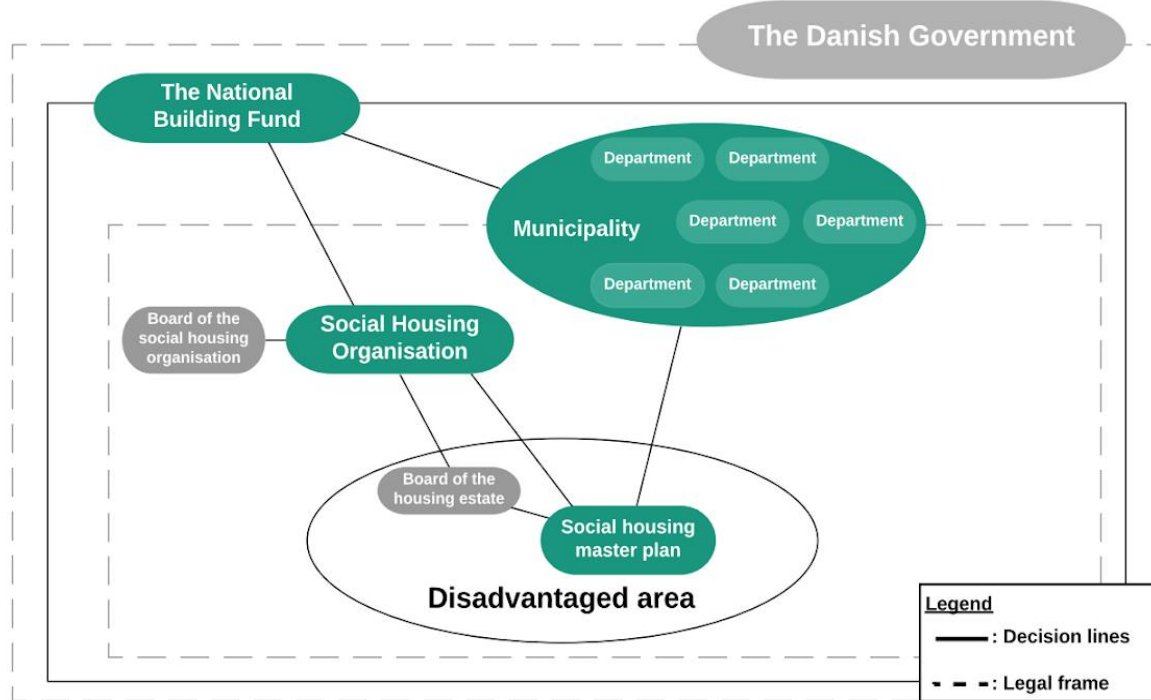 The Danish Government
The National
Building Fund
Department
Department
Municipality
Department
Department
Department
Department
Board of the
social housing
organisation
Social Housing
Organisation
Board of the
housing estate
Social housing
master plan
Disadvantaged area
Legend
: Decision lines
: Legal frame